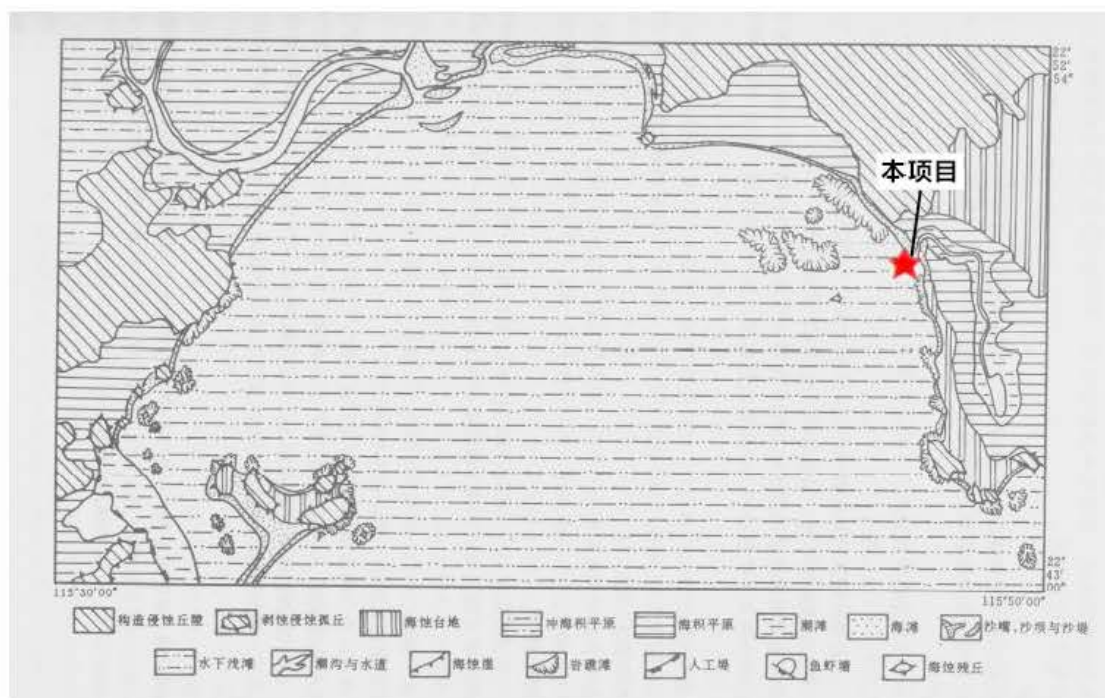 22°
52′
54″
本项目
22°
43′
00″
115°30′00″
115°50′00″
构造侵蚀丘陵 剥蚀侵蚀孤丘 海蚀台地 冲海积平原 海积平原 潮滩 海滩 沙嘴,沙坝与沙堤
水下浅滩 潮沟与水道 海蚀崖 岩礁滩 人工堤 鱼虾塘 海蚀残丘